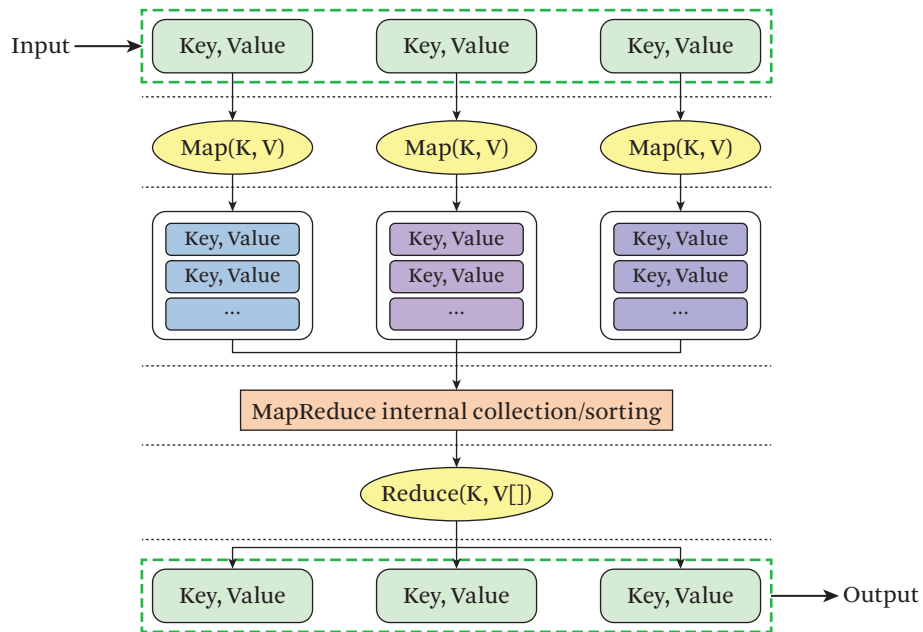 Input
Key, Value Key, Value Key, Value
Map(K, V) Map(K, V) Map(K, V)
Key, Value Key, Value Key, Value
Key, Value Key, Value Key, Value
... ... ...
MapReduce internal collection/sorting
Reduce(K, V[])
Key, Value Key, Value Key, Value
Output